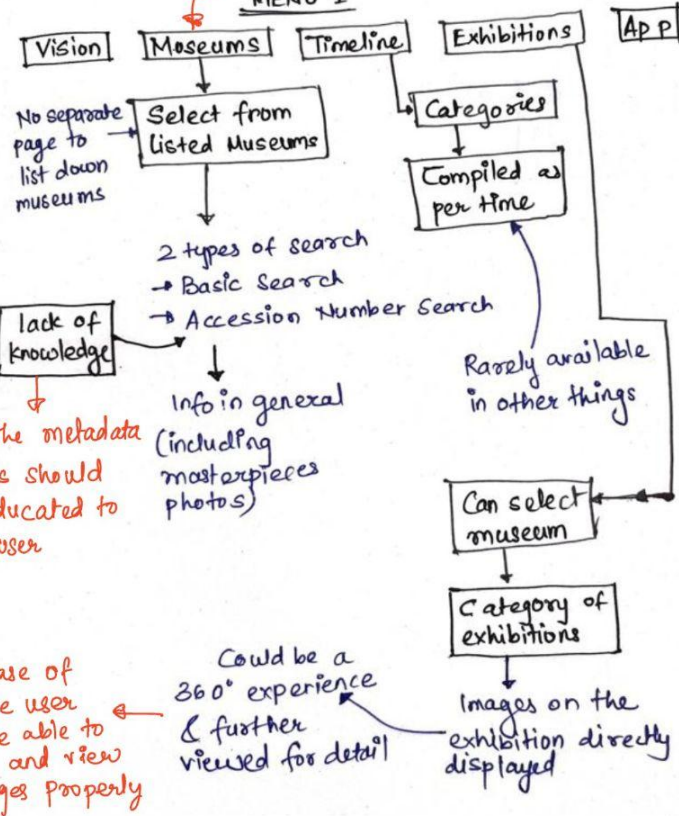 MENU
Vision
Moseums
Timeline
Exhibitions
App
No separate
page to
list down
museums
Select from
listed Museums
Categories
Compiled as
per time
2 types of search
→ Basic Search
→ Accession Number Search
lack of
knowledge
Rarely available
in other things
Info in general
(including
masterpieces
photos)
he metadata
s should
ducated to
user
Can select
museum
Category of
exhibitions
Could be a
360° experience
& further
viewed for detail
Images on the
exhibition directly
displayed
ase of
e user
e able to
and view
ges properly